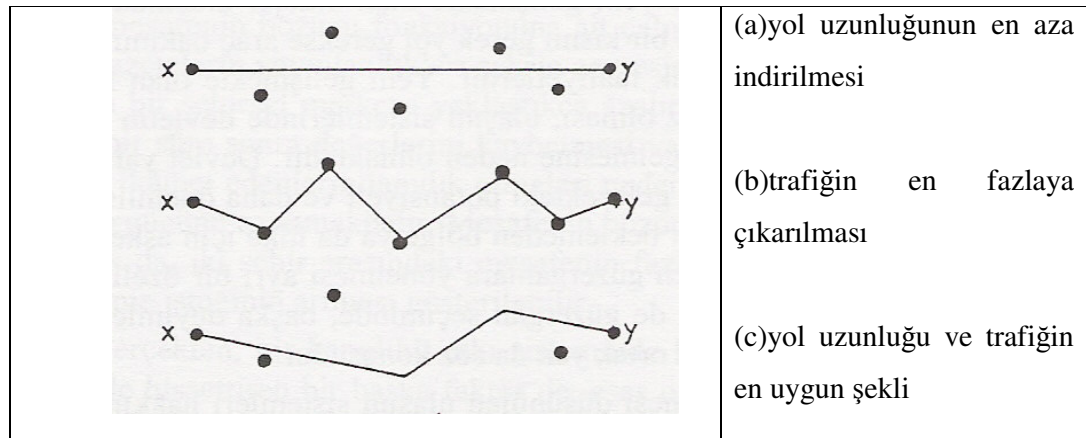 (a)yol uzunluğunun en aza
indirilmesi
x
y
(b)trafiğin en fazlaya
çıkarılması
x
y
(c)yol uzunluğu ve trafiğin
en uygun şekli
x
y